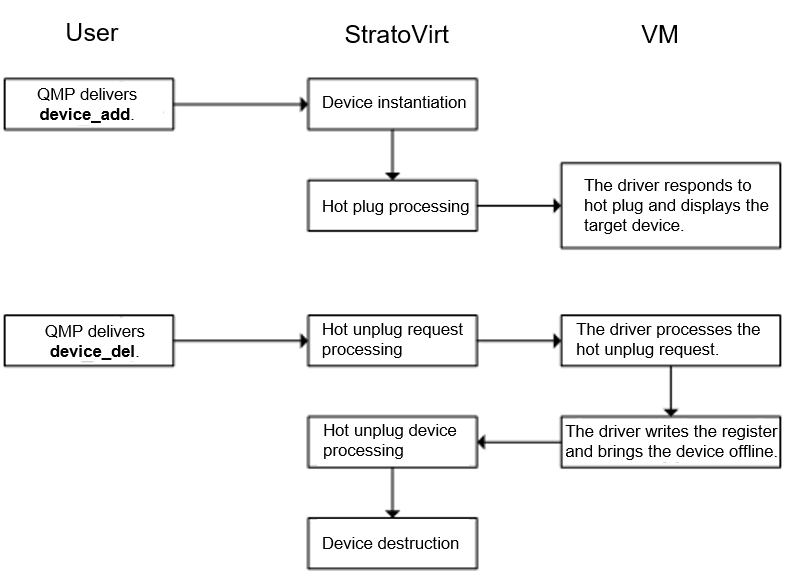 User
StratoVirt
VM
QMP delivers
device_add.
Device instantiation
Hot plug processing
The driver responds to
hot plug and displays the
target device.
QMP delivers
device_del.
Hot unplug request
processing
The driver processes the
hot unplug request.
Hot unplug device
processing
The driver writes the register
and brings the device offline.
Device destruction